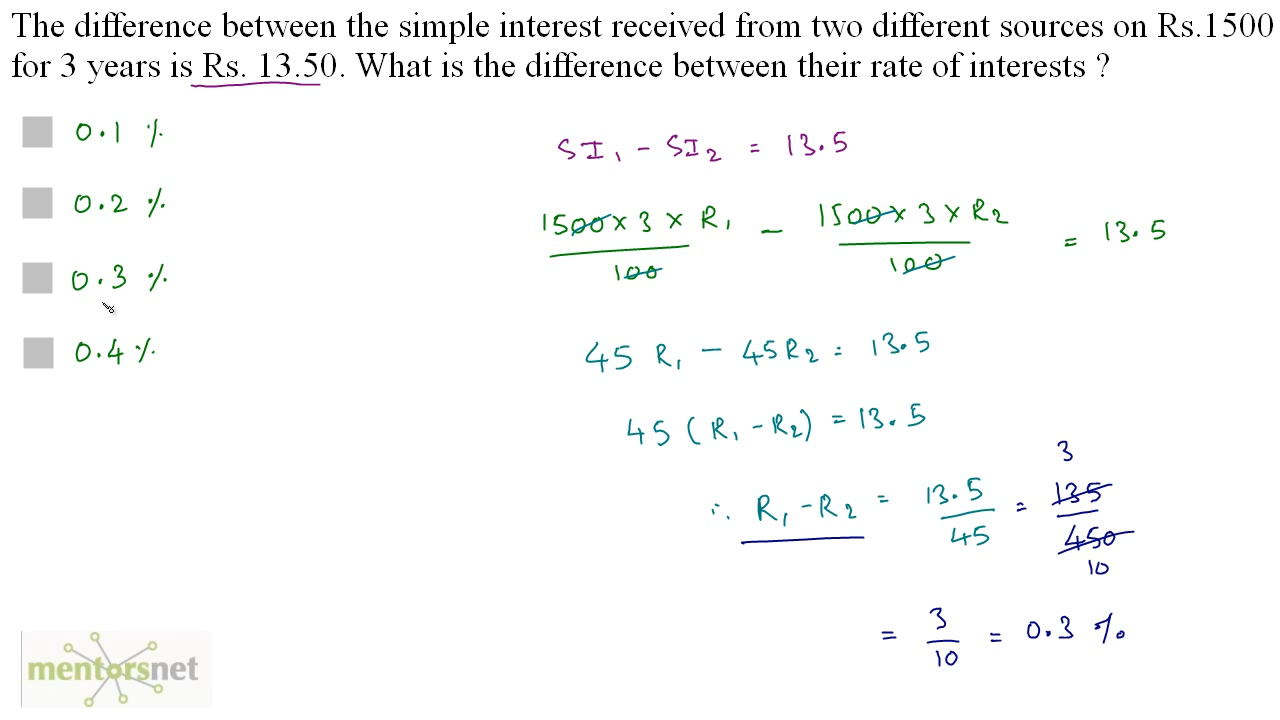 The difference between the simple interest received from two different sources on Rs.1500
for 3 years is Rs. 13.50. What is the difference between their rate of interests ?
0.1 %
0.2 %
0.3 %
0.4 %
SI₁ - SI₂ = 13.5
1500 x 3 x R₁ / 100 - 1500 x 3 x R₂ / 100 = 13.5
45 R₁ - 45R₂ = 13.5
45 (R₁ - R₂) = 13.5
3
∴ R₁ - R₂ = 13.5 / 45 = 135 / 450
10
= 3 / 10 = 0.3 %
mentorsnet